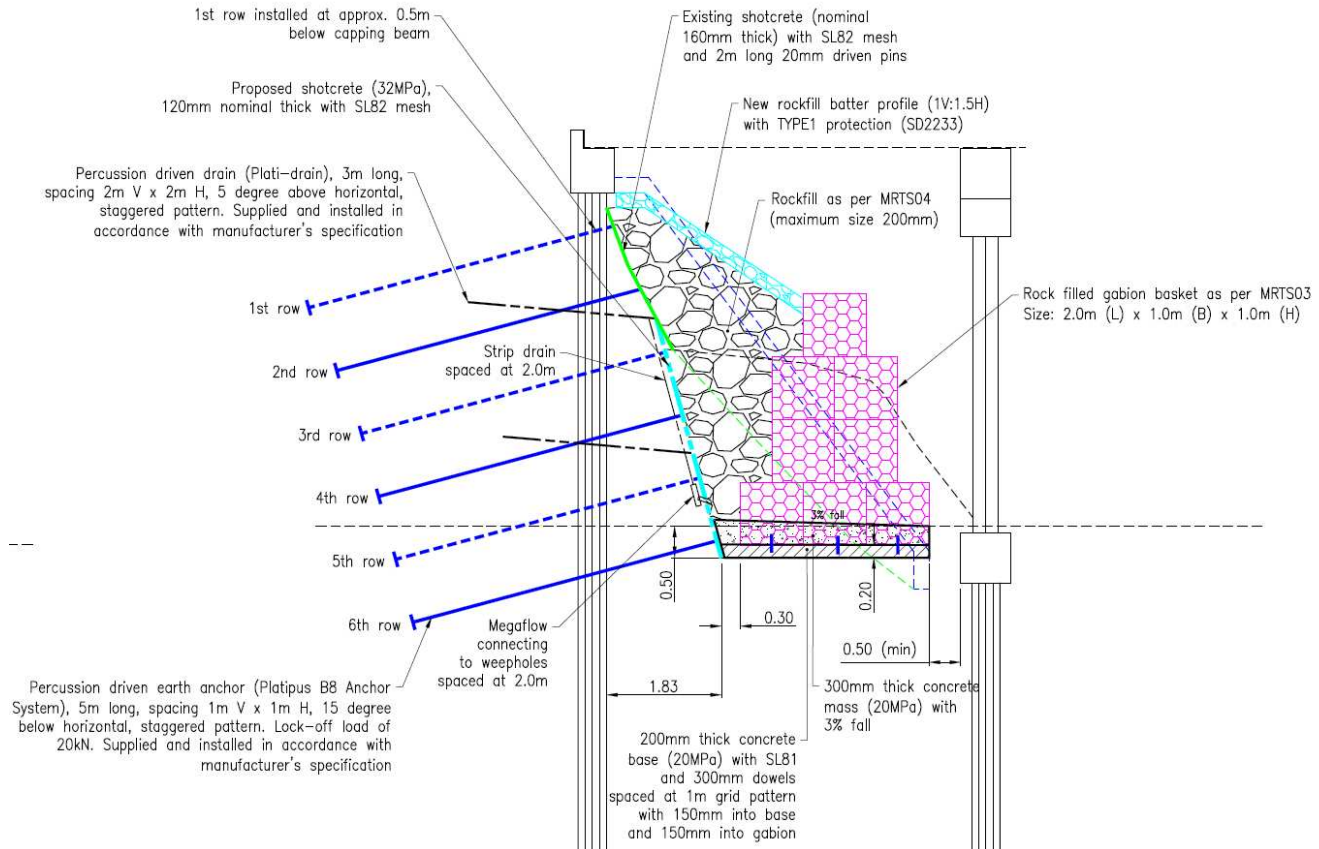 1st row installed at approx. 0.5m
below capping beam
Existing shotcrete (nominal
160mm thick) with SL82 mesh
and 2m long 20mm driven pins
Proposed shotcrete (32MPa),
120mm nominal thick with SL82 mesh
New rockfill batter profile (1V:1.5H)
with TYPE1 protection (SD2233)
Percussion driven drain (Plati-drain), 3m long,
spacing 2m V x 2m H, 5 degree above horizontal,
staggered pattern. Supplied and installed in
accordance with manufacturer's specification
Rockfill as per MRTS04
(maximum size 200mm)
Rock filled gabion basket as per MRTS03
Size: 2.0m (L) x 1.0m (B) x 1.0m (H)
1st row
2nd row
Strip drain
spaced at 2.0m
3rd row
4th row
5th row
6th row
3% fall
0.50
0.20
0.30
0.50 (min)
1.83
Megaflow
connecting
to weepholes
spaced at 2.0m
Percussion driven earth anchor (Platipus B8 Anchor
System), 5m long, spacing 1m V x 1m H, 15 degree
below horizontal, staggered pattern. Lock-off load of
20kN. Supplied and installed in accordance with
manufacturer's specification
300mm thick concrete
mass (20MPa) with
3% fall
200mm thick concrete
base (20MPa) with SL81
and 300mm dowels
spaced at 1m grid pattern
with 150mm into base
and 150mm into gabion